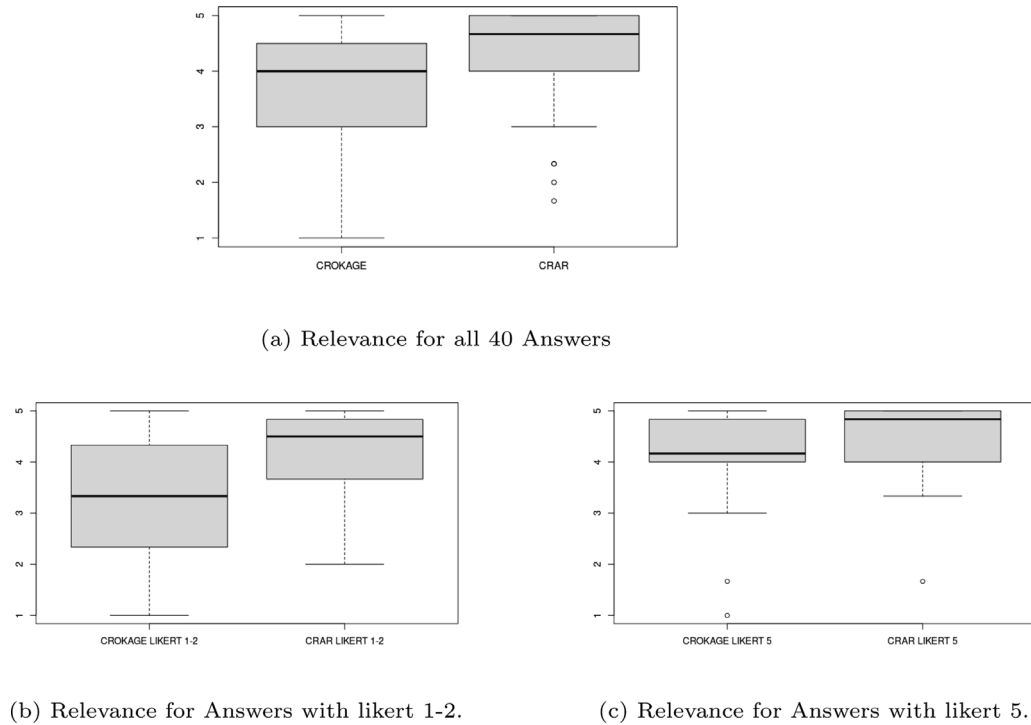 5
4
3
2
1
CROKAGE CRAR
(a) Relevance for all 40 Answers
5
4
3
2
1
CROKAGE LIKERT 1-2 CRAR LIKERT 1-2
(b) Relevance for Answers with likert 1-2.
5
4
3
2
1
CROKAGE LIKERT 5 CRAR LIKERT 5
(c) Relevance for Answers with likert 5.